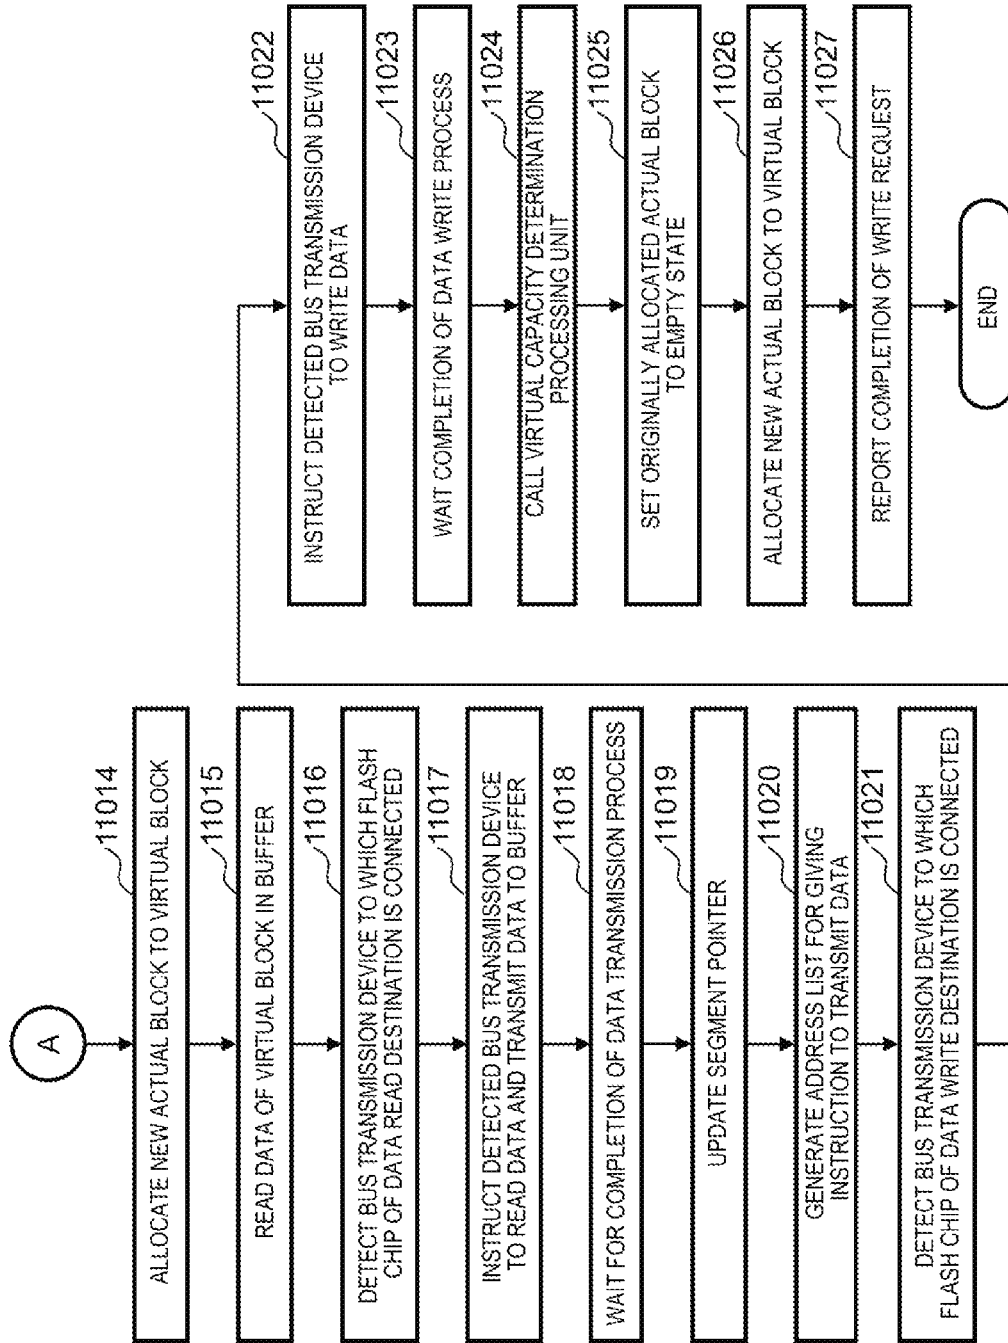 A
11014
ALLOCATE NEW ACTUAL BLOCK TO VIRTUAL BLOCK
11015
READ DATA OF VIRTUAL BLOCK IN BUFFER
11016
DETECT BUS TRANSMISSION DEVICE TO WHICH FLASH
CHIP OF DATA READ DESTINATION IS CONNECTED
11017
INSTRUCT DETECTED BUS TRANSMISSION DEVICE
TO READ DATA AND TRANSMIT DATA TO BUFFER
11018
WAIT FOR COMPLETION OF DATA TRANSMISSION PROCESS
11019
UPDATE SEGMENT POINTER
11020
GENERATE ADDRESS LIST FOR GIVING
INSTRUCTION TO TRANSMIT DATA
11021
DETECT BUS TRANSMISSION DEVICE TO WHICH
FLASH CHIP OF DATA WRITE DESTINATION IS CONNECTED
11022
INSTRUCT DETECTED BUS TRANSMISSION DEVICE
TO WRITE DATA
11023
WAIT COMPLETION OF DATA WRITE PROCESS
11024
CALL VIRTUAL CAPACITY DETERMINATION
PROCESSING UNIT
11025
SET ORIGINALLY ALLOCATED ACTUAL BLOCK
TO EMPTY STATE
11026
ALLOCATE NEW ACTUAL BLOCK TO VIRTUAL BLOCK
11027
REPORT COMPLETION OF WRITE REQUEST
END